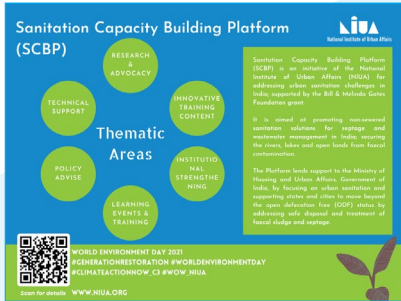 Sanitation Capacity Building Platform
(SCBP)
NIUA
National Institute of Urban Affairs
RESEARCH
&
ADVOCACY
TECHNICAL
SUPPORT
INNOVATIVE
TRAINING
CONTENT
Thematic
Areas
POLICY
ADVISE
INSTITUTIO
NAL
STRENGTHE
NING
LEARNING
EVENTS &
TRAINING
Sanitation Capacity Building Platform
(SCBP) is an initiative of the National
Institute of Urban Affairs (NIUA) for
addressing urban sanitation challenges in
India; supported by the Bill & Melinda Gates
Foundation grant.
It is aimed at promoting non-sewered
sanitation solutions for septage and
wastewater management in India; securing
the rivers, lakes and open lands from faecal
contamination.
The Platform lends support to the Ministry of
Housing and Urban Affairs, Government of
India, by focusing on urban sanitation and
supporting states and cities to move beyond
the open defecation free (ODF) status by
addressing safe disposal and treatment of
faecal sludge and septage.
WORLD ENVIRONMENT DAY 2021
#GENERATIONRESTORATION #WORLDENVIRONMENTDAY
#CLIMATEACTIONNOW_C3 #WOW_NIUA
Scan for details WWW.NIUA.ORG